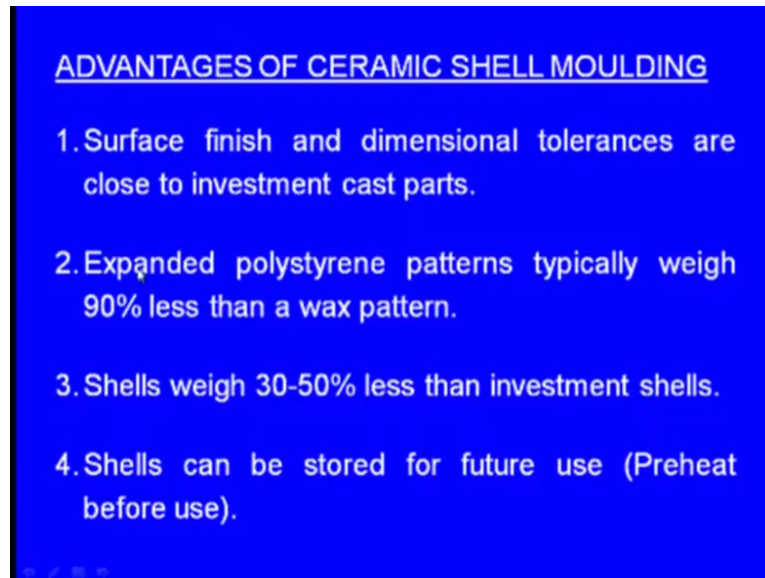 ADVANTAGES OF CERAMIC SHELL MOULDING
1. Surface finish and dimensional tolerances are
close to investment cast parts.
2. Expanded polystyrene patterns typically weigh
90% less than a wax pattern.
3. Shells weigh 30-50% less than investment shells.
4. Shells can be stored for future use (Preheat
before use).